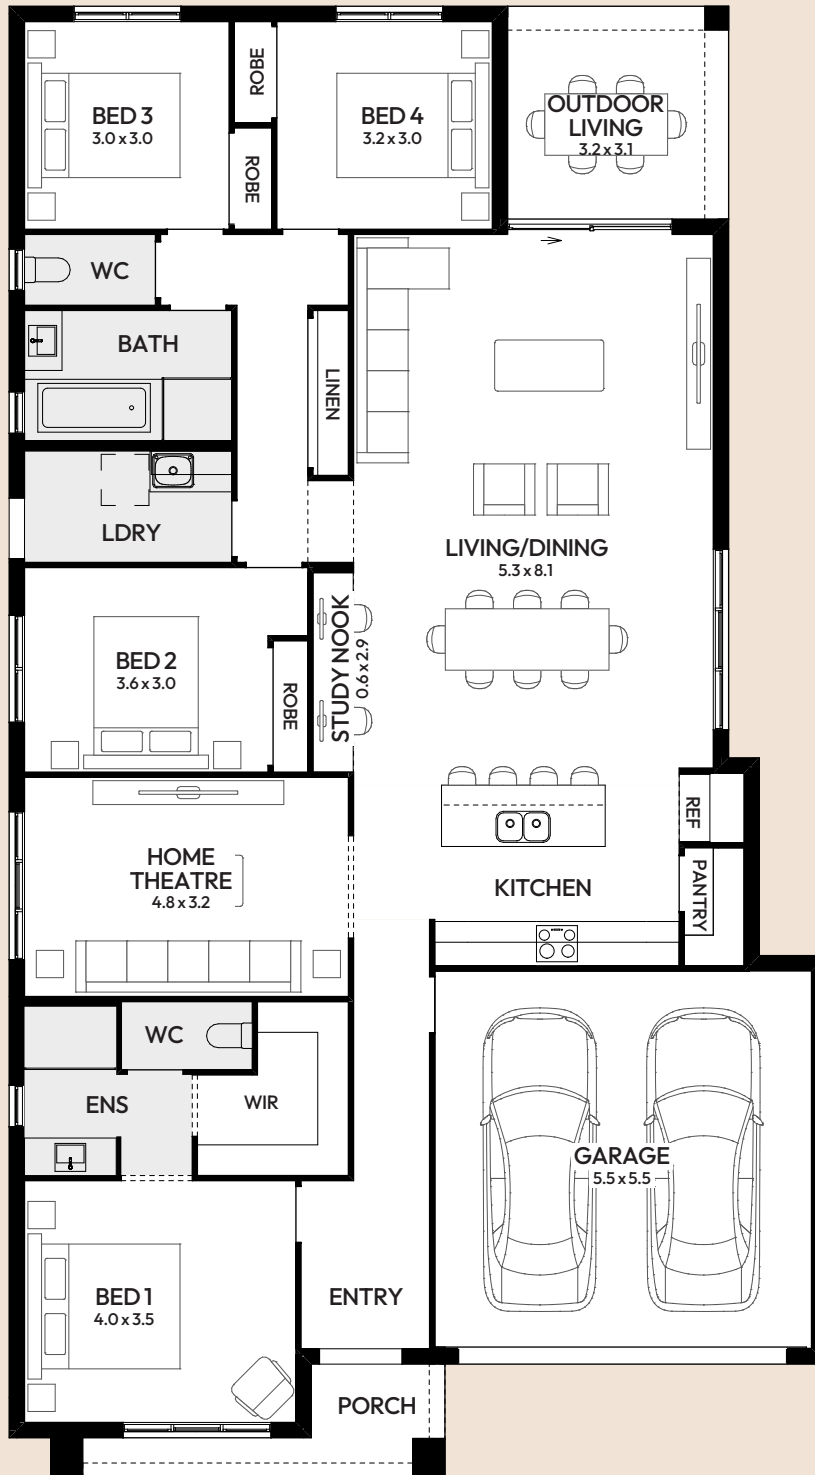 BED 3
3.0 x 3.0
ROBE
ROBE
BED 4
3.2 x 3.0
OUTDOOR
LIVING
3.2 x 3.1
WC
BATH
LINEN
LDRY
LIVING/DINING
5.3 x 8.1
BED 2
3.6 x 3.0
ROBE
STUDY NOOK
0.6 x 2.9
REF
HOME
THEATRE
4.8 x 3.2
KITCHEN
PANTRY
WC
ENS
WIR
GARAGE
5.5 x 5.5
BED 1
4.0 x 3.5
ENTRY
PORCH